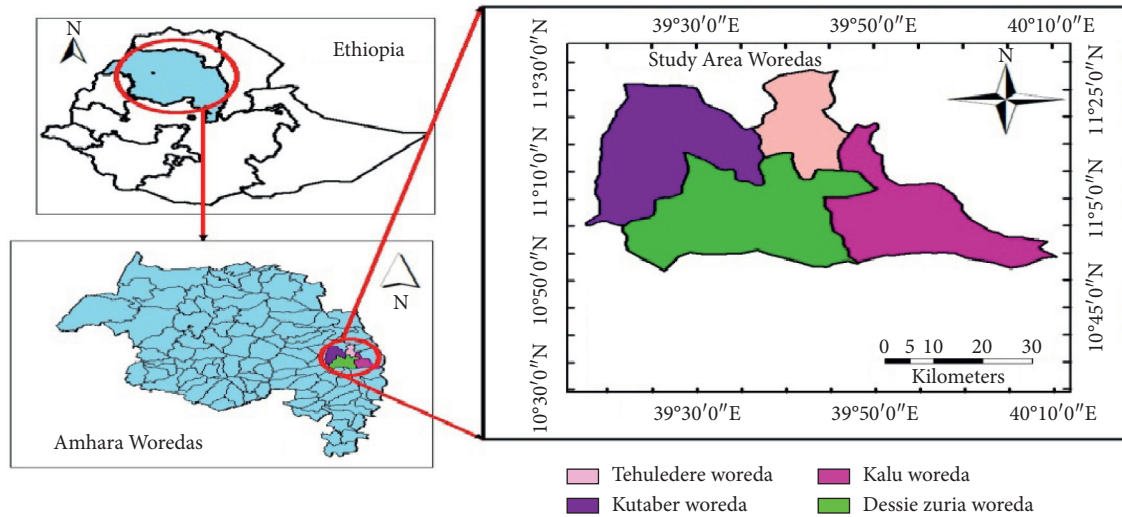 Ethiopia
N
Amhara Woredas
N
39°30′0″E 39°50′0″E 40°10′0″E
Study Area Woredas
N
11°30′0″N
11°10′0″N
10°50′0″N
10°30′0″N
11°25′0″N
11°5′0″N
10°45′0″N
0 5 10 20 30
Kilometers
39°30′0″E 39°50′0″E 40°10′0″E
Tehuledere woreda
Kutaber woreda
Kalu woreda
Dessie zuria woreda